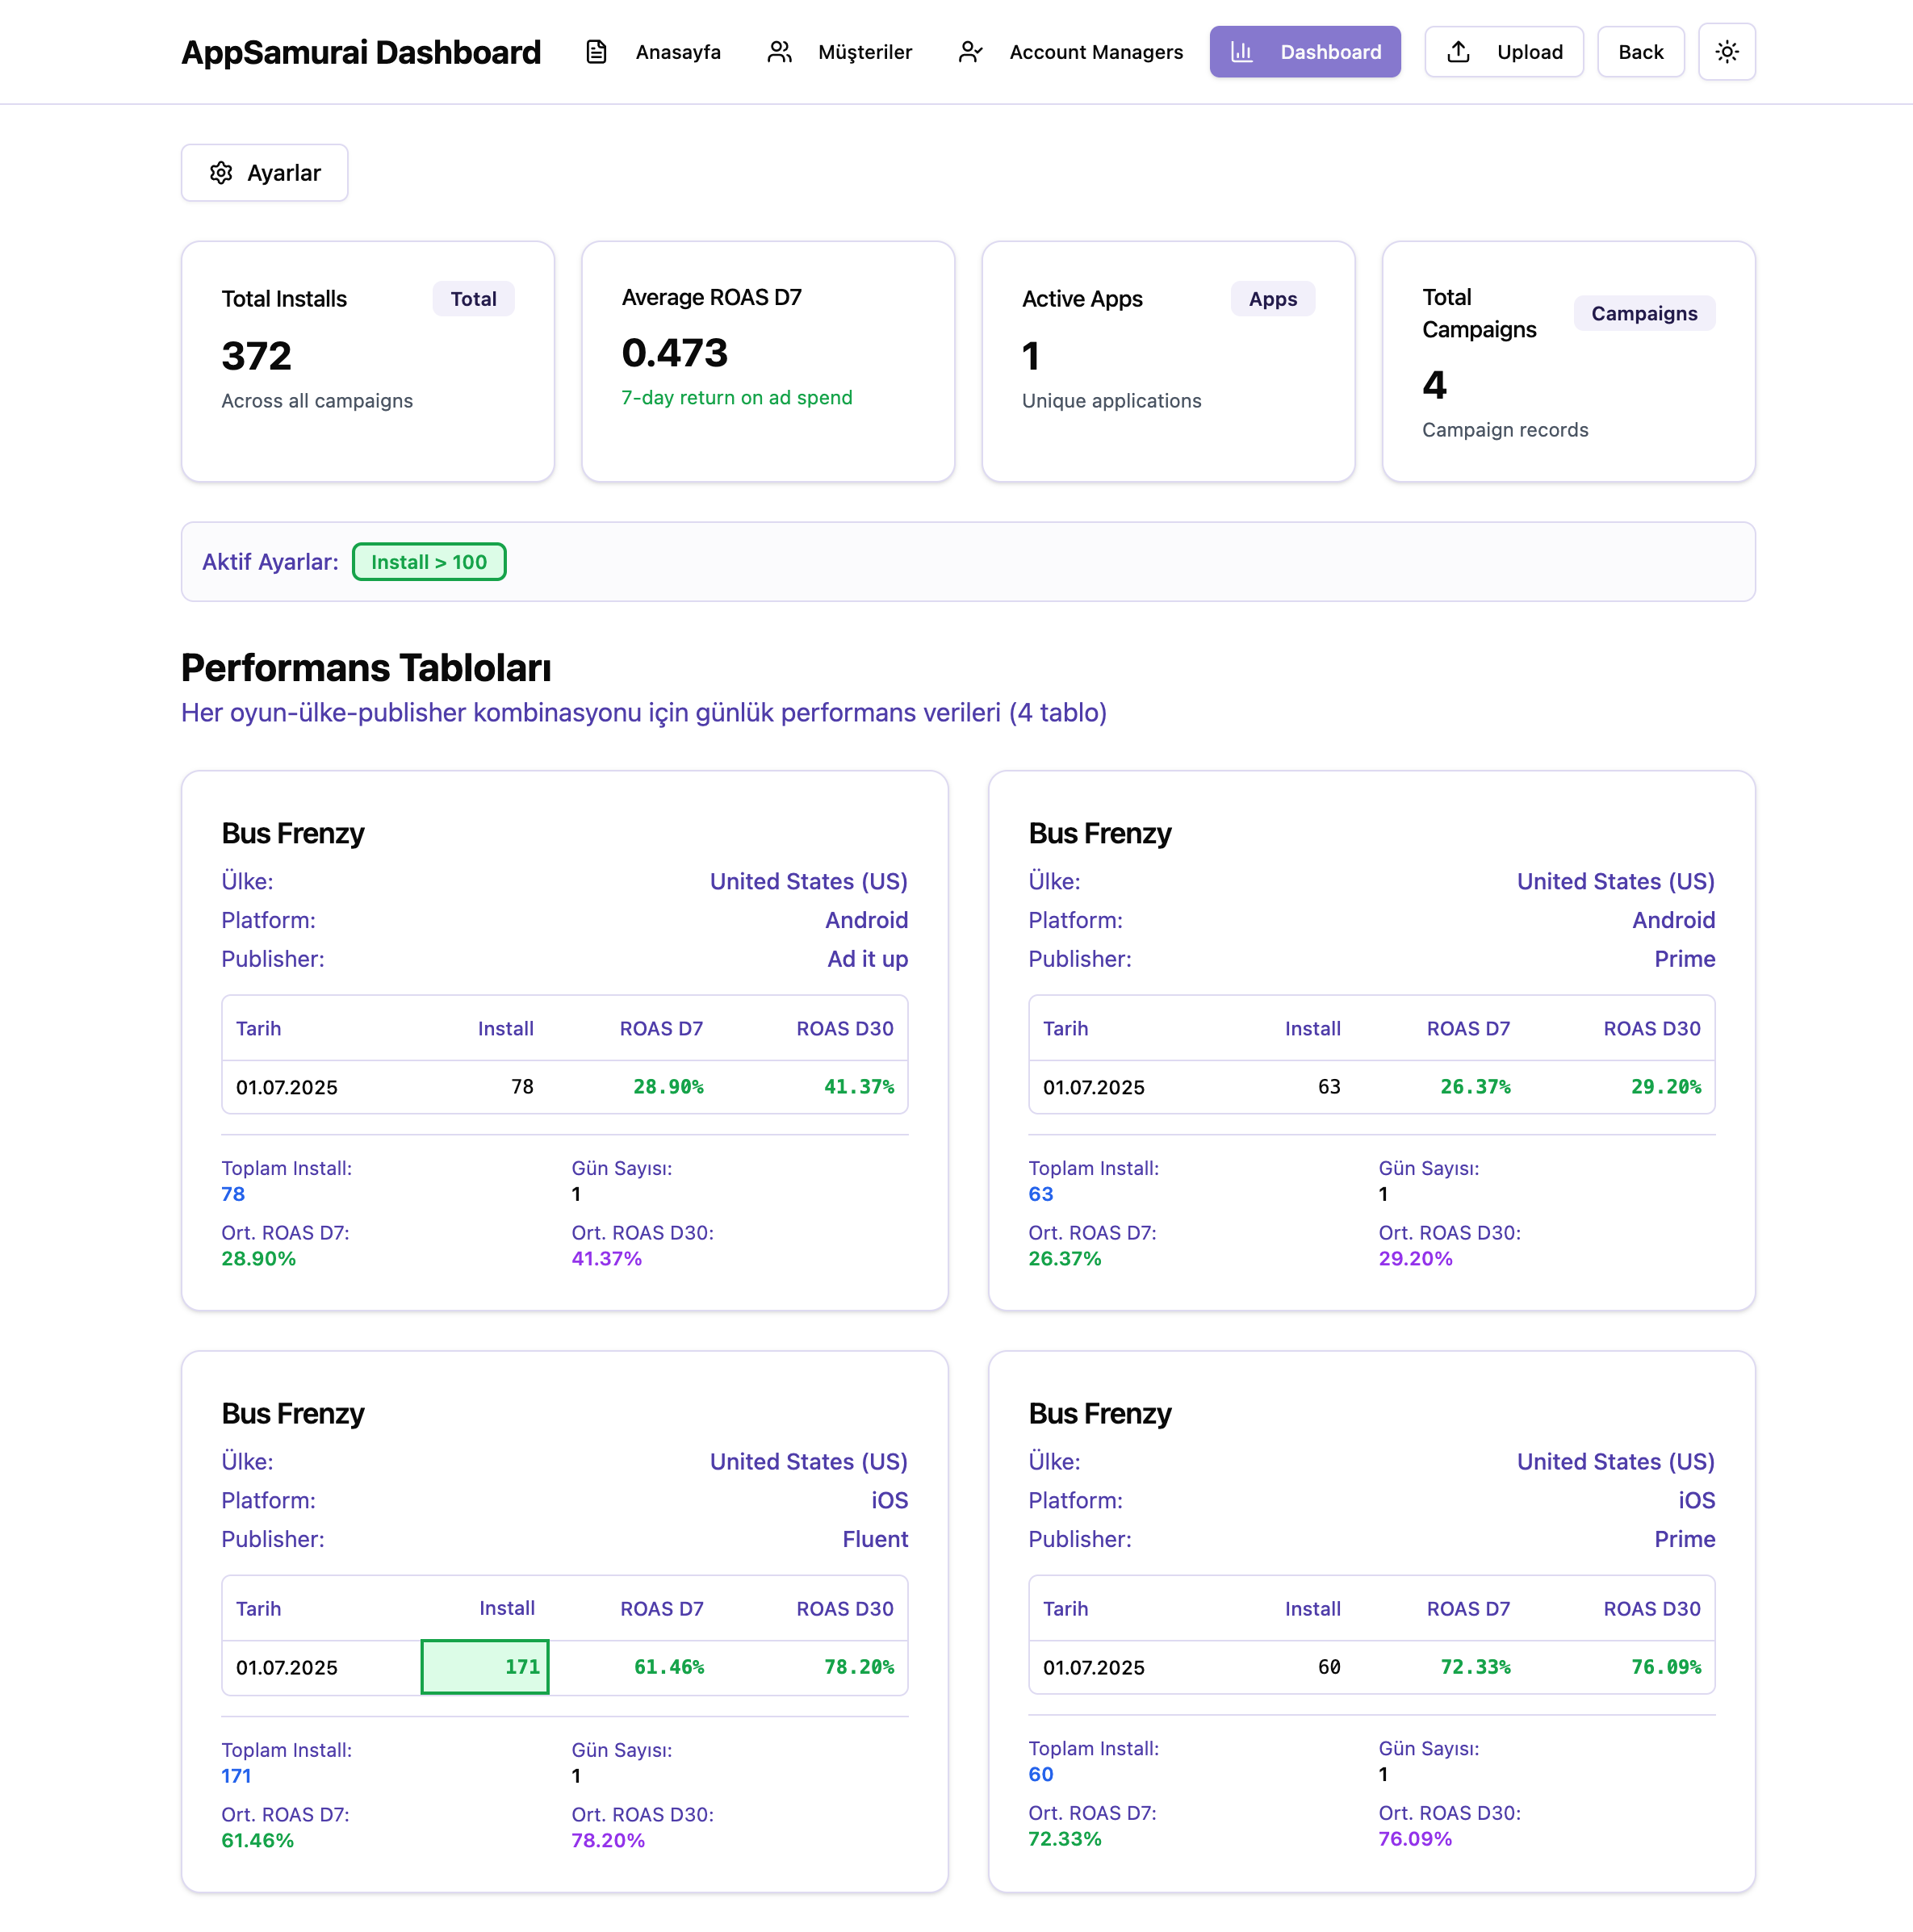 AppSamurai Dashboard Anasayfa Müşteriler Account Managers Dashboard Upload Back
Ayarlar
Total Installs Total
372
Across all campaigns
Average ROAS D7
0.473
7-day return on ad spend
Active Apps Apps
1
Unique applications
Total Campaigns Campaigns
4
Campaign records
Aktif Ayarlar: Install > 100
Performans Tabloları
Her oyun-ülke-publisher kombinasyonu için günlük performans verileri (4 tablo)
Bus Frenzy
Ülke: United States (US)
Platform: Android
Publisher: Ad it up
Tarih Install ROAS D7 ROAS D30
01.07.2025 78 28.90% 41.37%
Toplam Install: Gün Sayısı:
78 1
Ort. ROAS D7: Ort. ROAS D30:
28.90% 41.37%
Bus Frenzy
Ülke: United States (US)
Platform: Android
Publisher: Prime
Tarih Install ROAS D7 ROAS D30
01.07.2025 63 26.37% 29.20%
Toplam Install: Gün Sayısı:
63 1
Ort. ROAS D7: Ort. ROAS D30:
26.37% 29.20%
Bus Frenzy
Ülke: United States (US)
Platform: iOS
Publisher: Fluent
Tarih Install ROAS D7 ROAS D30
01.07.2025 171 61.46% 78.20%
Toplam Install: Gün Sayısı:
171 1
Ort. ROAS D7: Ort. ROAS D30:
61.46% 78.20%
Bus Frenzy
Ülke: United States (US)
Platform: iOS
Publisher: Prime
Tarih Install ROAS D7 ROAS D30
01.07.2025 60 72.33% 76.09%
Toplam Install: Gün Sayısı:
60 1
Ort. ROAS D7: Ort. ROAS D30:
72.33% 76.09%